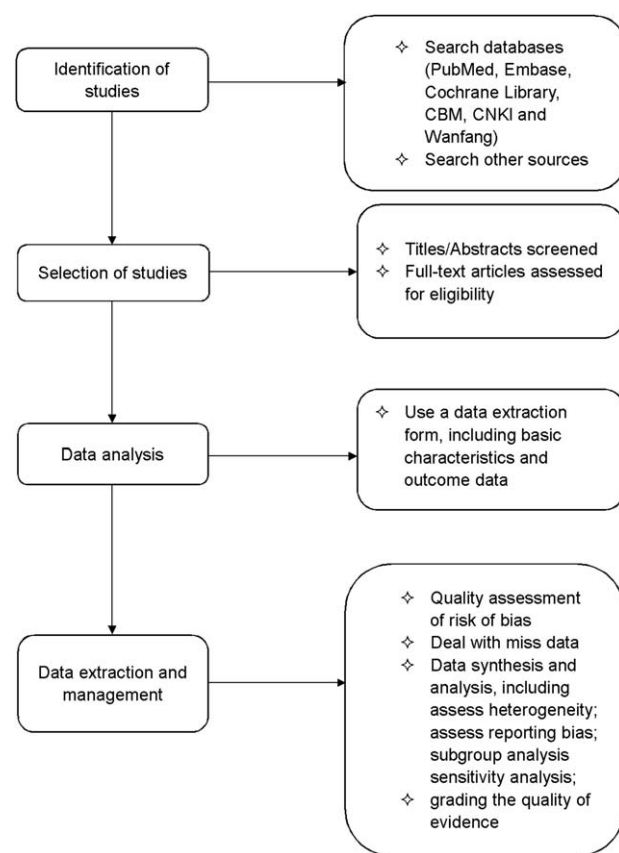 Identification of
studies
✧ Search databases
(PubMed, Embase,
Cochrane Library,
CBM, CNKI and
Wanfang)
✧ Search other sources
Selection of studies
✧ Titles/Abstracts screened
✧ Full-text articles assessed
for eligibility
Data analysis
✧ Use a data extraction
form, including basic
characteristics and
outcome data
Data extraction and
management
✧ Quality assessment
of risk of bias
✧ Deal with miss data
✧ Data synthesis and
analysis, including
assess heterogeneity;
assess reporting bias;
subgroup analysis
sensitivity analysis;
✧ grading the quality of
evidence